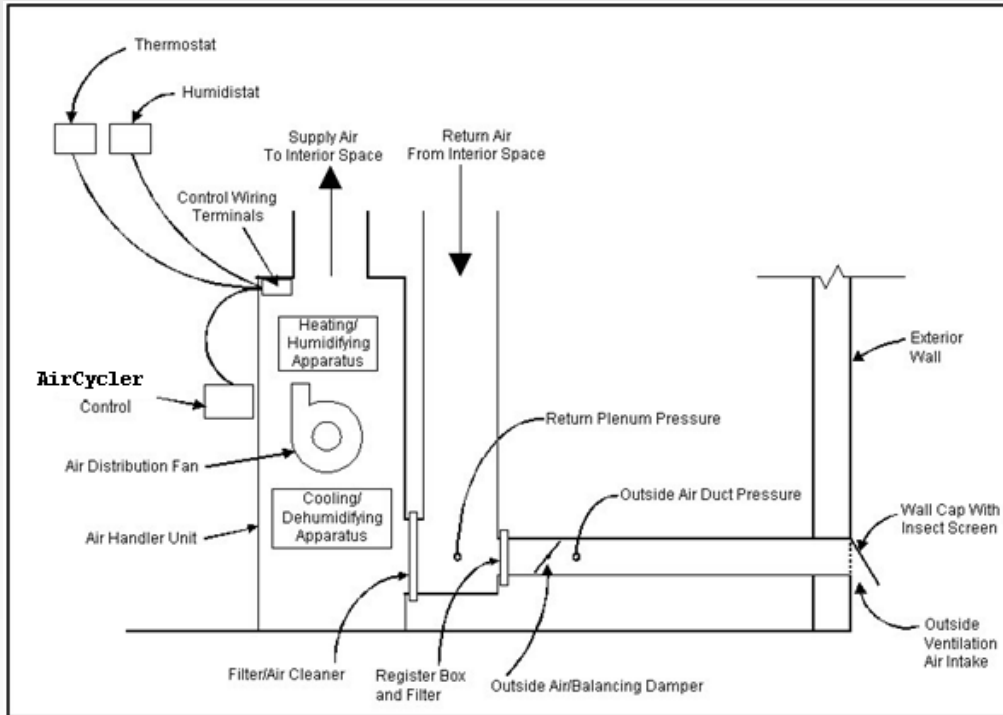 Thermostat
Humidistat
Supply Air
To Interior Space
Return Air
From Interior Space
Control Wiring
Terminals
Heating/
Humidifying
Apparatus
Exterior
Wall
AirCycler
Control
Return Plenum Pressure
Air Distribution Fan
Cooling/
Dehumidifying
Apparatus
Outside Air Duct Pressure
Wall Cap With
Insect Screen
Air Handler Unit
Outside
Ventilation
Air Intake
Filter/Air Cleaner
Register Box
and Filter
Outside Air/Balancing Damper